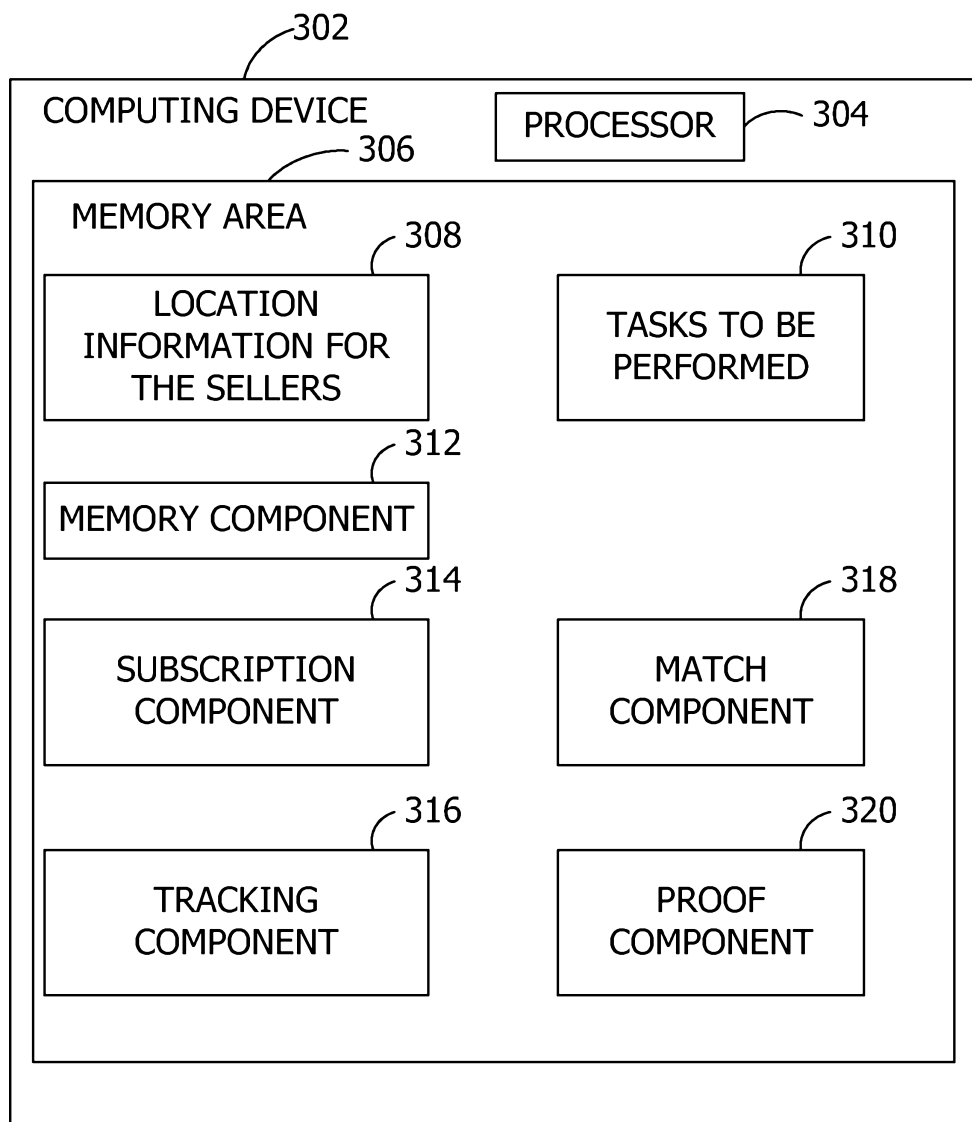 302
COMPUTING DEVICE
PROCESSOR
304
306
MEMORY AREA
308
LOCATION
INFORMATION FOR
THE SELLERS
310
TASKS TO BE
PERFORMED
312
MEMORY COMPONENT
314
SUBSCRIPTION
COMPONENT
318
MATCH
COMPONENT
316
TRACKING
COMPONENT
320
PROOF
COMPONENT